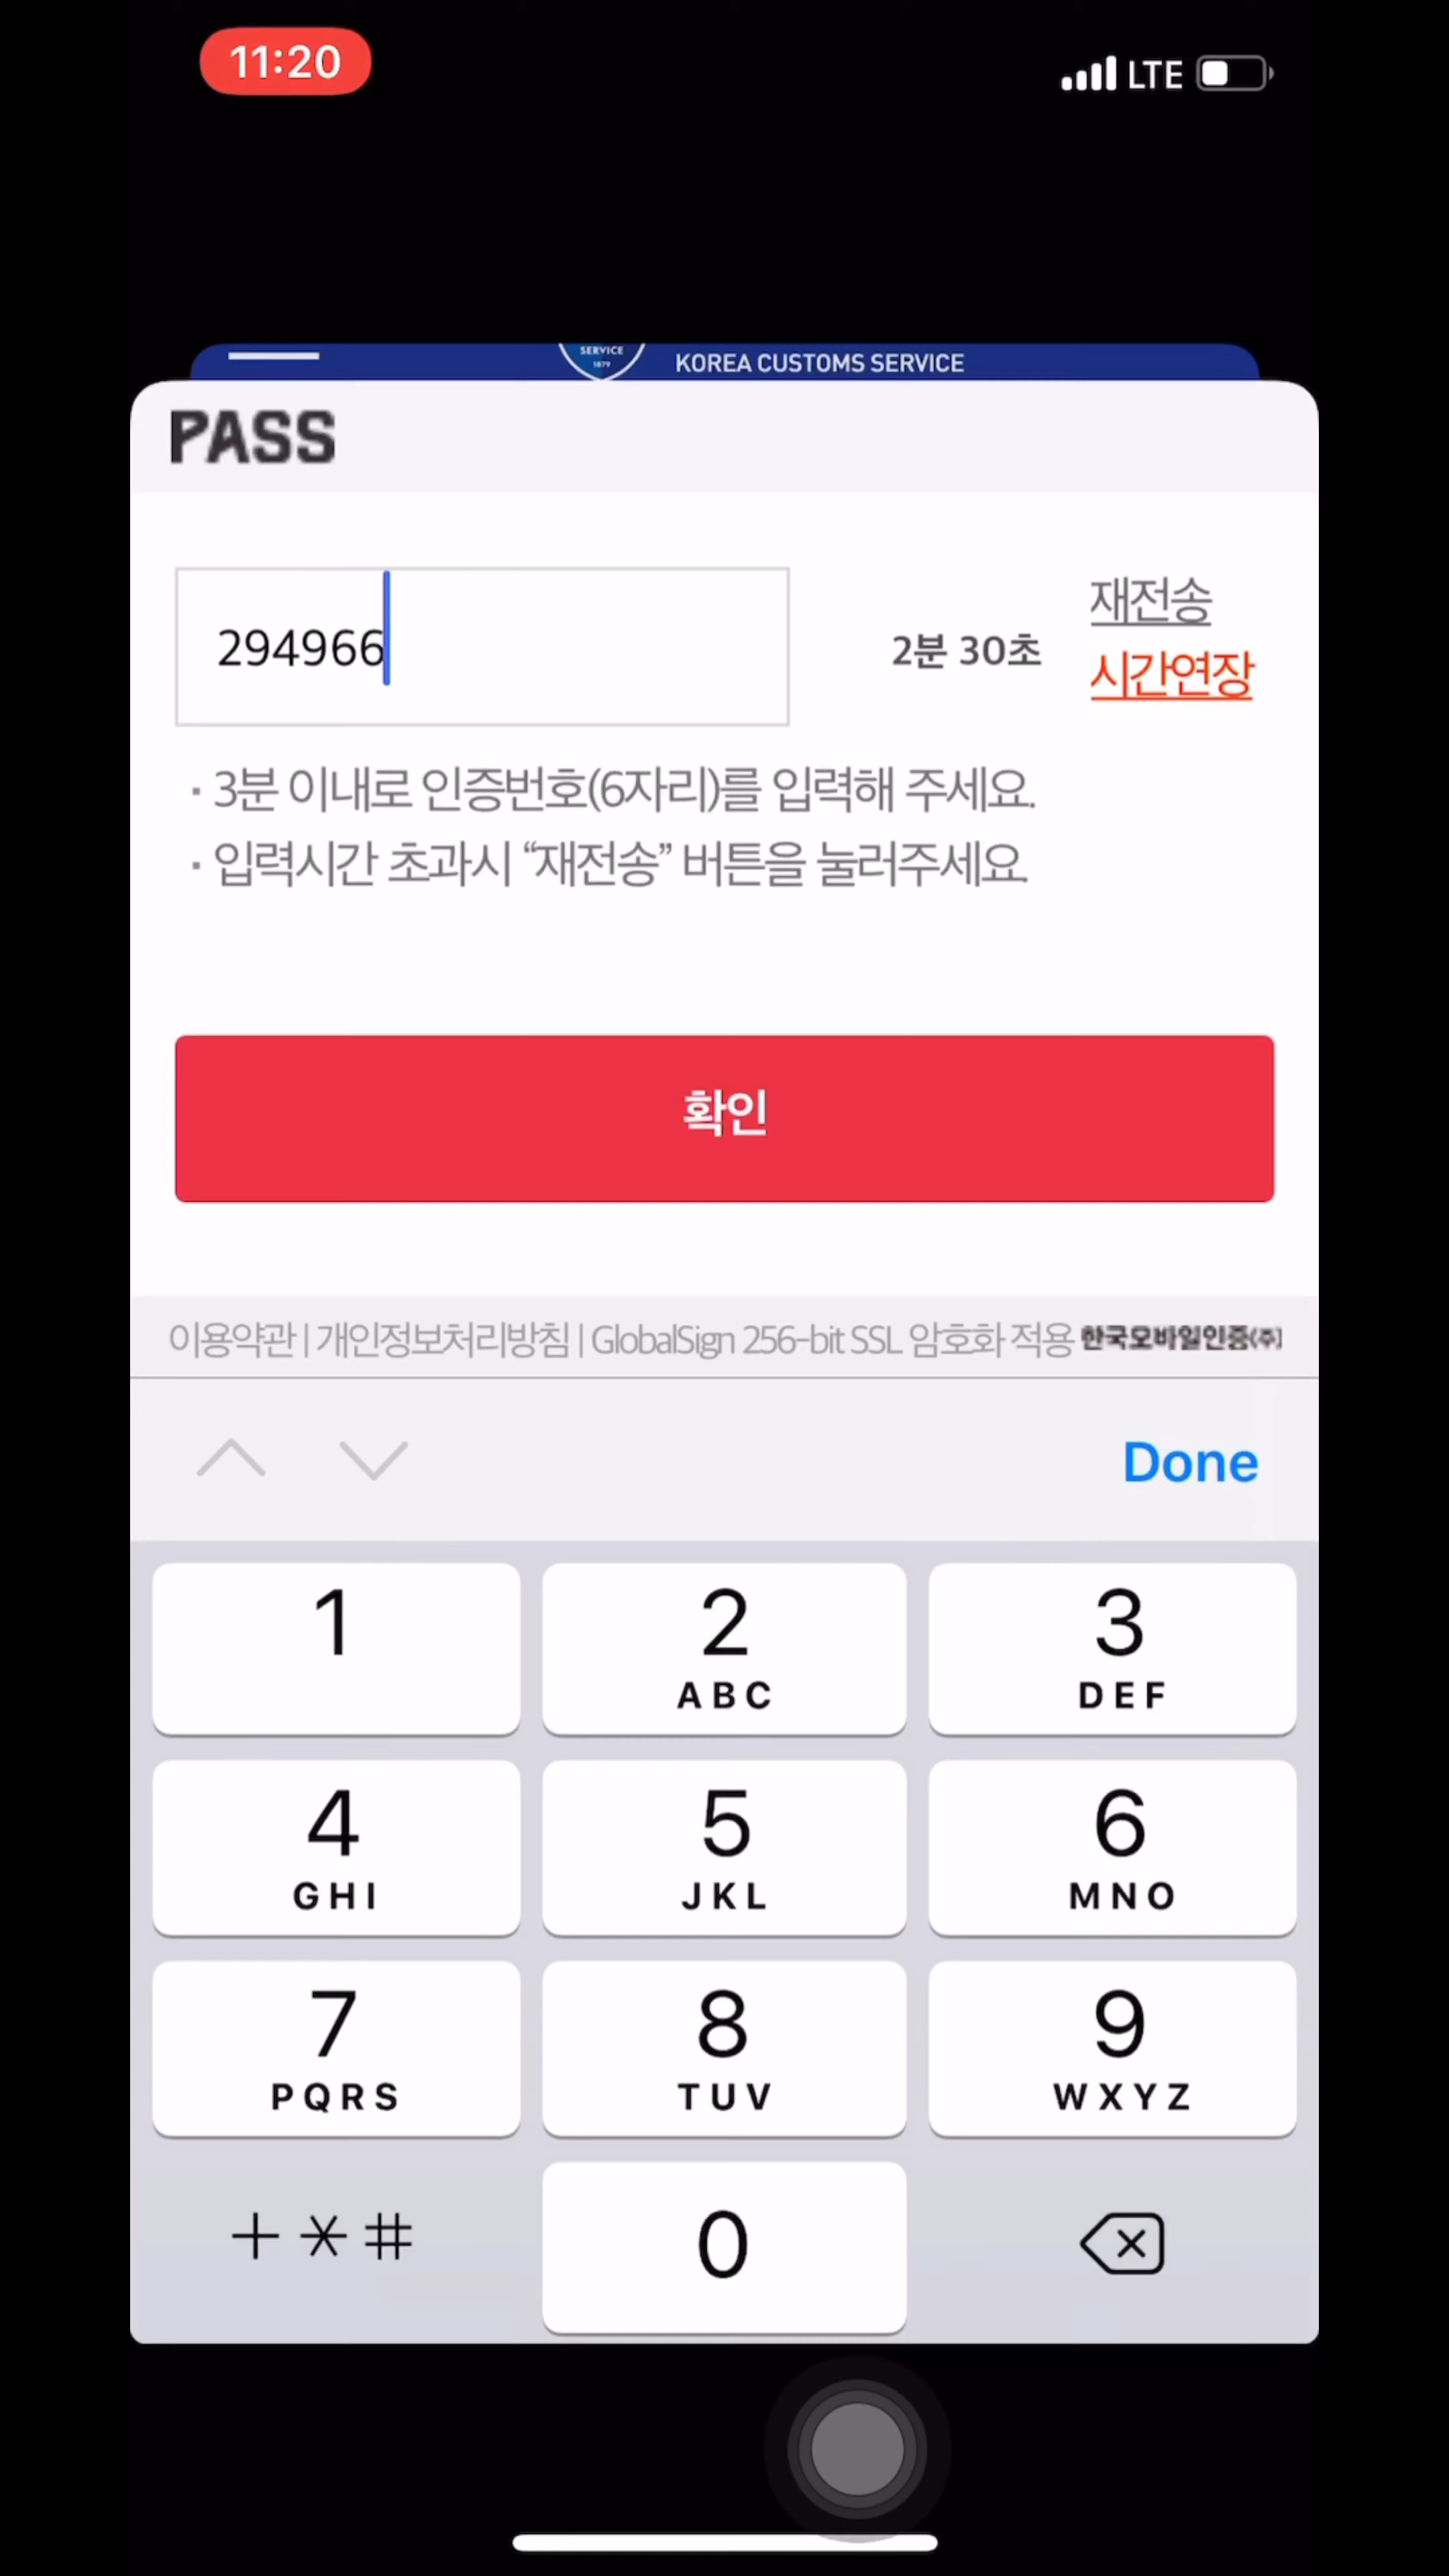 11:20
LTE
SERVICE
1879
KOREA CUSTOMS SERVICE
PASS
294966
2분 30초
재전송
시간연장
· 3분 이내로 인증번호(6자리)를 입력해 주세요.
· 입력시간 초과시 “재전송” 버튼을 눌러주세요.
확인
이용약관 | 개인정보처리방침 | GlobalSign 256-bit SSL 암호화 적용 한국모바일인증(주)
Done
1
2
ABC
3
DEF
4
GHI
5
JKL
6
MNO
7
PQRS
8
TUV
9
WXYZ
+*#
0